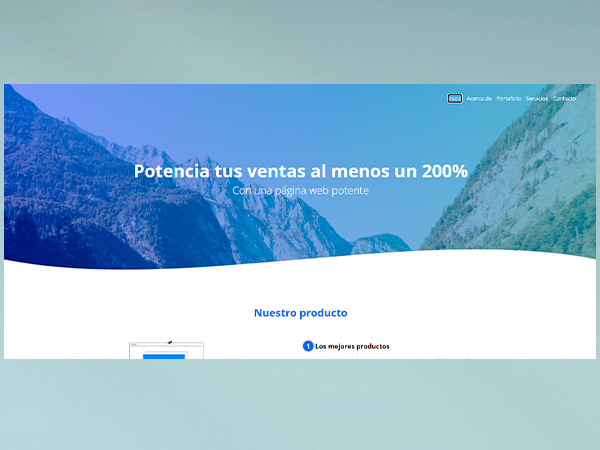 Acerca de Portafolio Servicios Contacto
Potencia tus ventas al menos un 200%
Con una página web potente
Nuestro producto
1 Los mejores productos